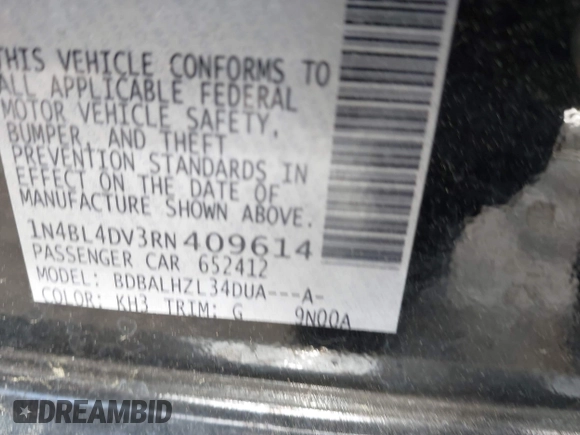 THIS VEHICLE CONFORMS TO
ALL APPLICABLE FEDERAL
MOTOR VEHICLE SAFETY,
BUMPER, AND THEFT
PREVENTION STANDARDS IN
EFFECT ON THE DATE OF
MANUFACTURE SHOWN ABOVE.
1N4BL4DV3RN409614
PASSENGER CAR 652412
MODEL: BDBALHZL34DUA---A-
COLOR: KH3 TRIM: G 9N00A
DREAMBID